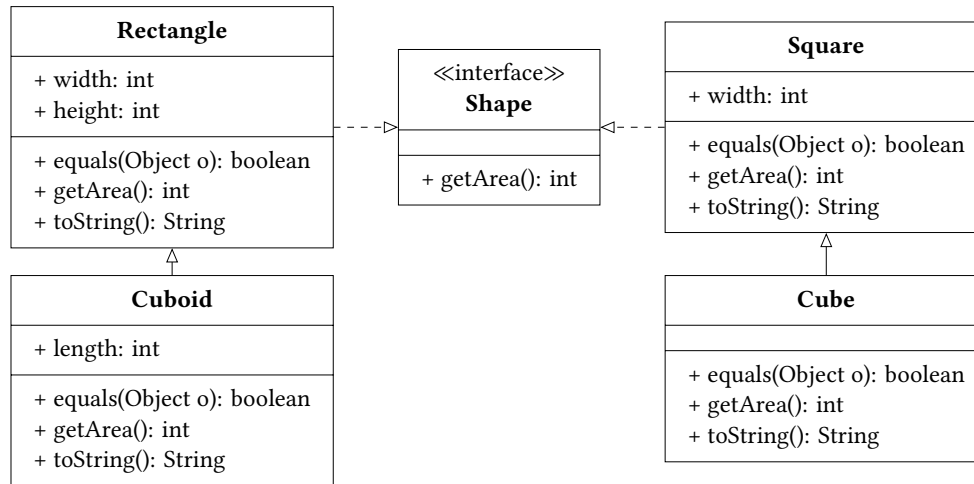 Rectangle
+ width: int
+ height: int
+ equals(Object o): boolean
+ getArea(): int
+ toString(): String
≪interface≫
Shape
+ getArea(): int
Square
+ width: int
+ equals(Object o): boolean
+ getArea(): int
+ toString(): String
Cuboid
+ length: int
+ equals(Object o): boolean
+ getArea(): int
+ toString(): String
Cube
+ equals(Object o): boolean
+ getArea(): int
+ toString(): String